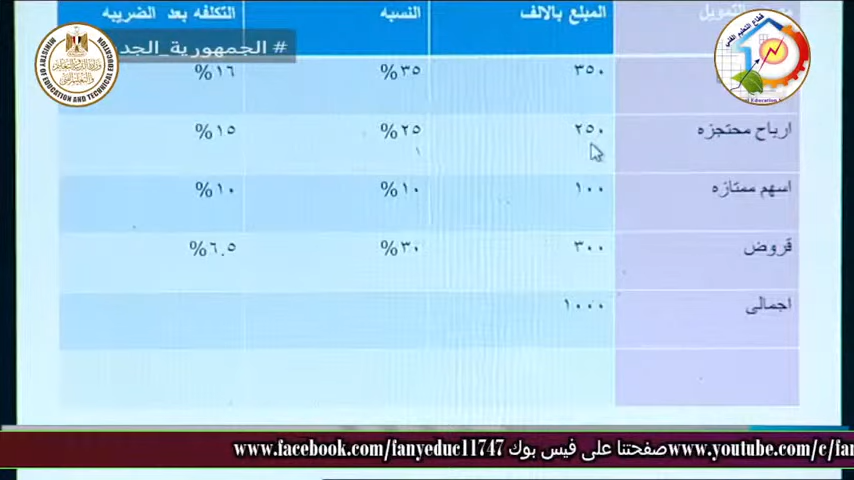 المبلغ بالالف النسبه التكلفه بعد الضريبه
# الجمهورية_الجد
٣٥٠ ٣٥% ١٦%
ارباح محتجزه ٢٥٠ ٢٥% ١٥%
اسهم ممتازه ١٠٠ ١٠% ١٠%
قروض ٣٠٠ ٣٠% ٦.٥%
اجمالى ١٠٠٠
www.facebook.com/fanyeduc11747 صفحتنا على فيس بوك www.youtube.com/c/fan